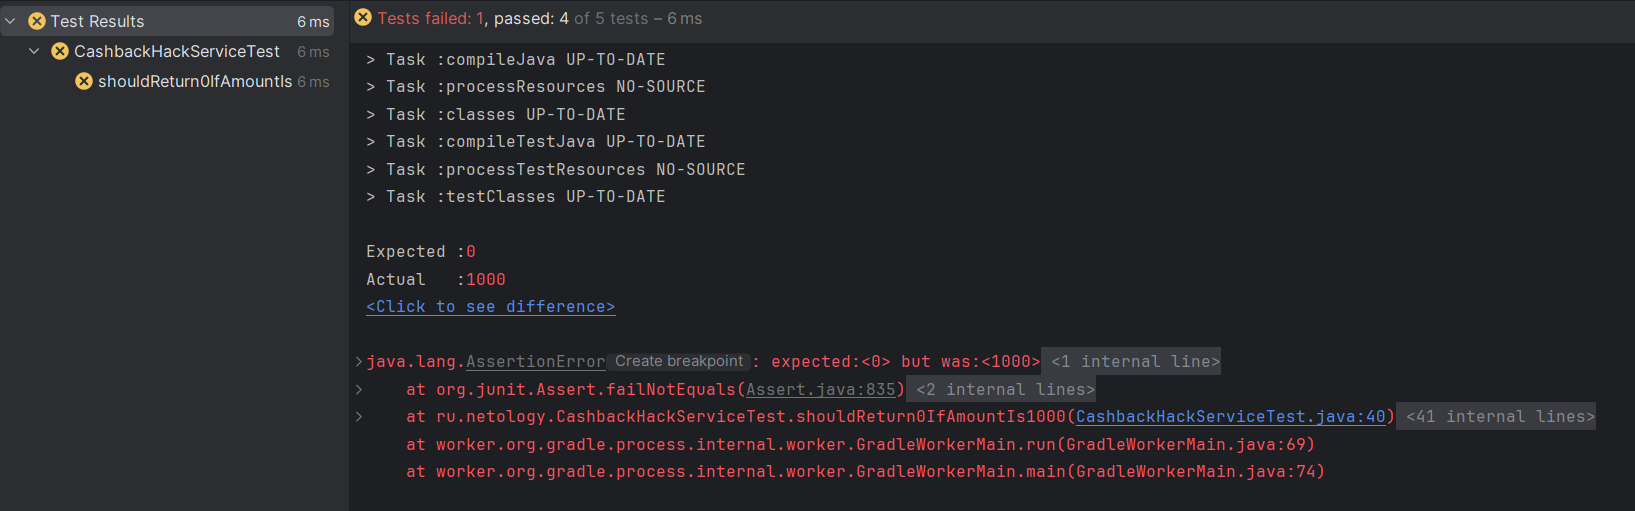 Test Results 6 ms
CashbackHackServiceTest 6 ms
shouldReturn0IfAmountIs 6 ms
Tests failed: 1, passed: 4 of 5 tests – 6 ms
> Task :compileJava UP-TO-DATE
> Task :processResources NO-SOURCE
> Task :classes UP-TO-DATE
> Task :compileTestJava UP-TO-DATE
> Task :processTestResources NO-SOURCE
> Task :testClasses UP-TO-DATE
Expected :0
Actual   :1000
<Click to see difference>
java.lang.AssertionError Create breakpoint : expected:<0> but was:<1000> <1 internal line>
at org.junit.Assert.failNotEquals(Assert.java:835) <2 internal lines>
at ru.netology.CashbackHackServiceTest.shouldReturn0IfAmountIs1000(CashbackHackServiceTest.java:40) <41 internal lines>
at worker.org.gradle.process.internal.worker.GradleWorkerMain.run(GradleWorkerMain.java:69)
at worker.org.gradle.process.internal.worker.GradleWorkerMain.main(GradleWorkerMain.java:74)